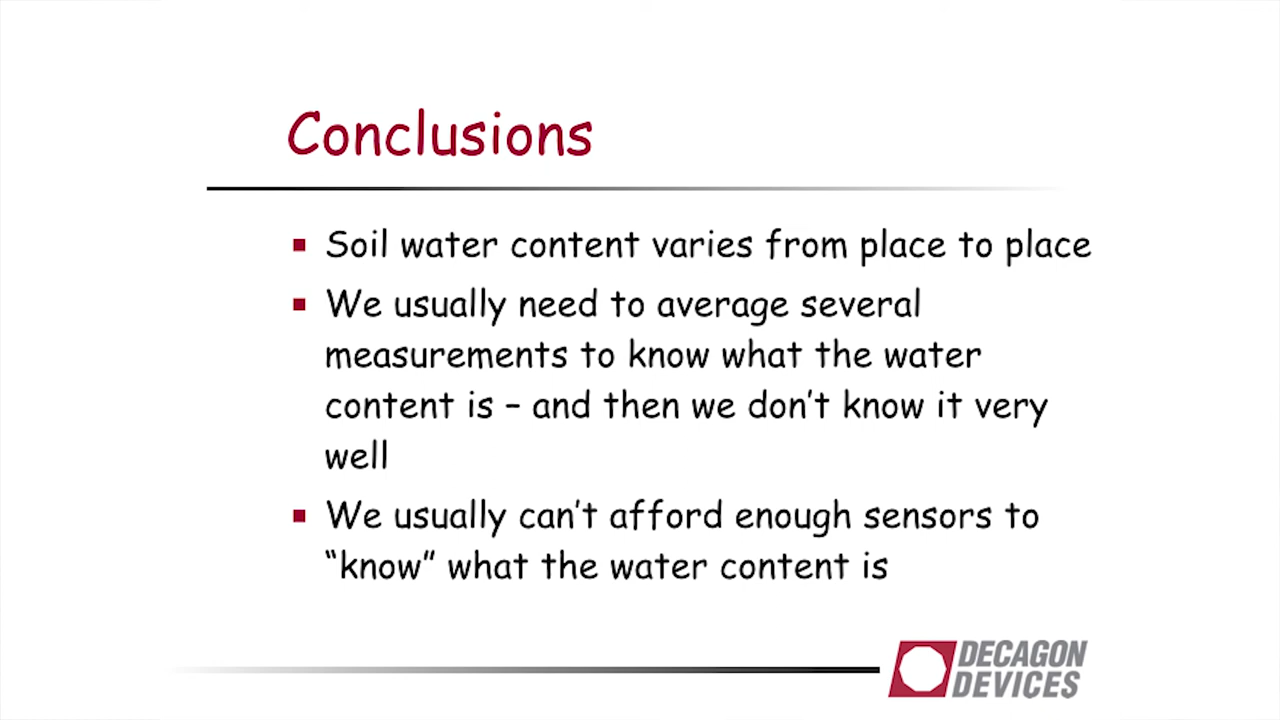 Conclusions
Soil water content varies from place to place
We usually need to average several
measurements to know what the water
content is – and then we don't know it very
well
We usually can't afford enough sensors to
“know” what the water content is
DECAGON
DEVICES